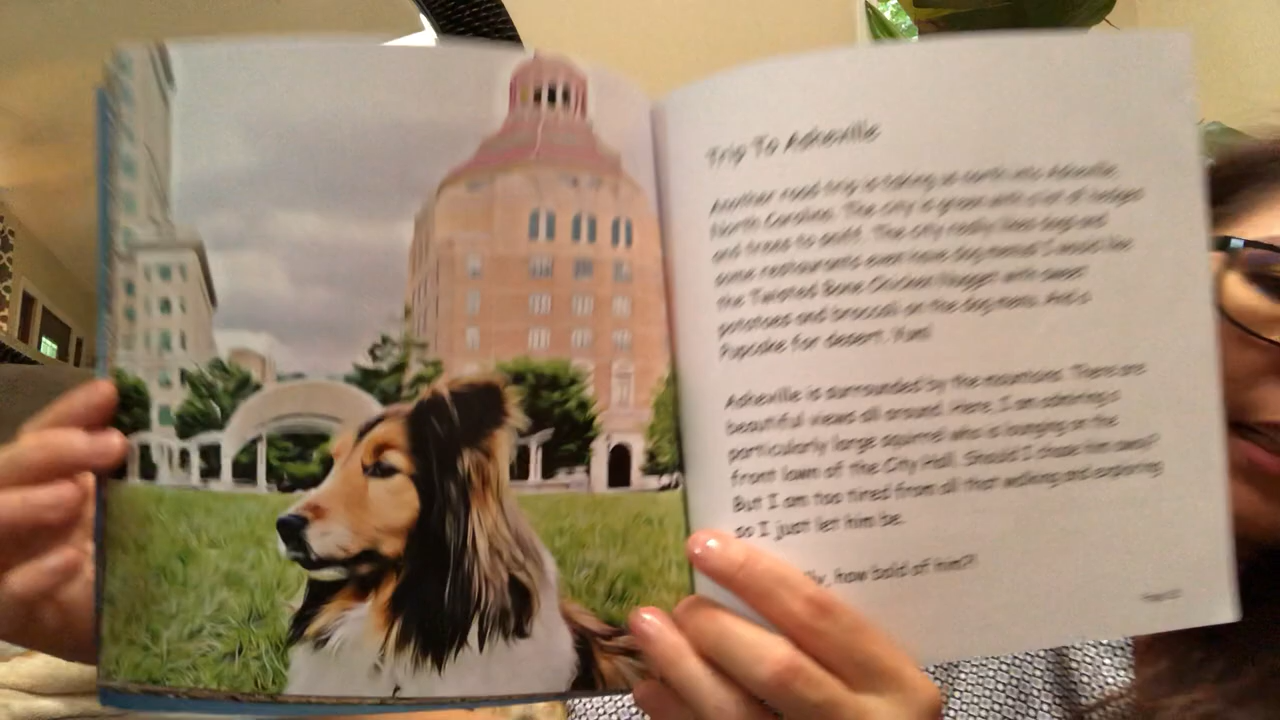 Trip To Asheville
Another road trip is taking us north into Asheville,
North Carolina. The city is green with a lot of hedges
and trees to sniff. The city really likes dogs and
some restaurants even have dog menus! I would like
the Twisted Bone Chicken Nugget with sweet
potatoes and broccoli on the dog menu. And a
Pupcake for desert. Yum!
Asheville is surrounded by the mountains. There are
beautiful views all around. Here, I am admiring a
particularly large squirrel who is lounging on the
front lawn of the City Hall. Should I chase him away?
But I am too tired from all that walking and exploring
so I just let him be.
how bold of him?!